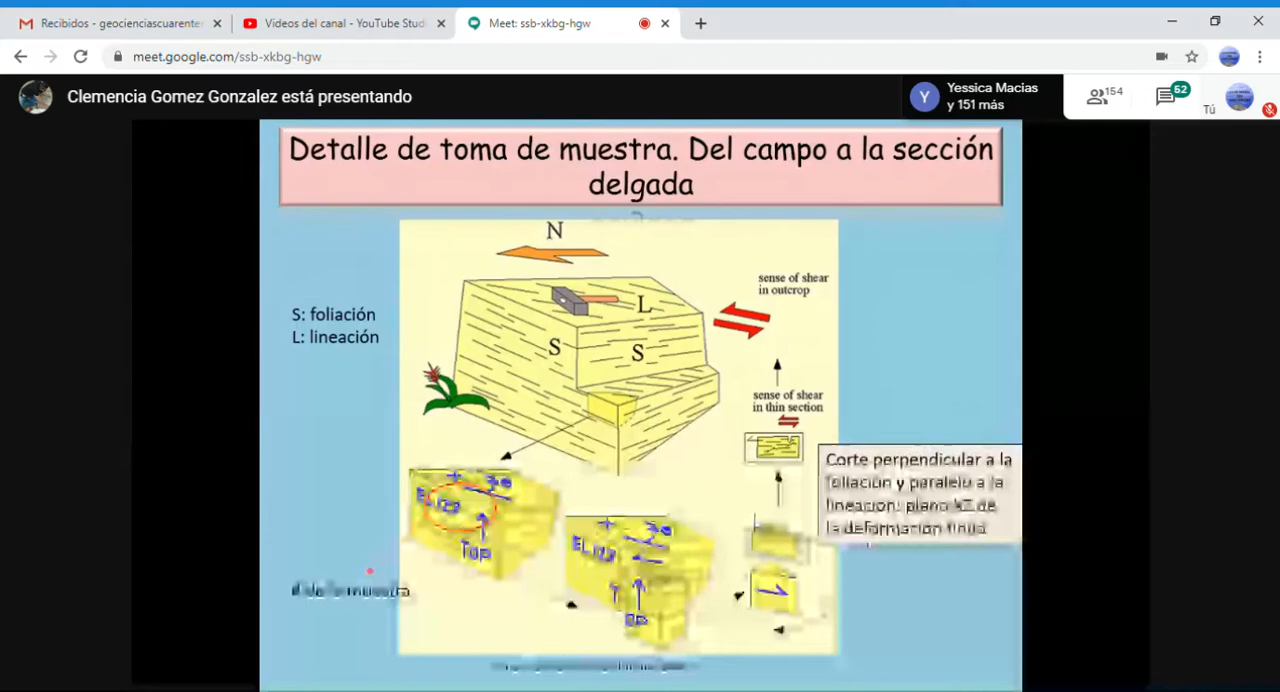 Recibidos - geocienciascuarente
Videos del canal - YouTube Studi
Meet: ssb-xkbg-hgw
meet.google.com/ssb-xkbg-hgw
Clemencia Gomez Gonzalez está presentando
Y
Yessica Macias
y 151 más
154
52
Tú
Detalle de toma de muestra. Del campo a la sección
delgada
N
sense of shear
in outcrop
S: foliación
L: lineación
L
S
S
sense of shear
in thin section
Corte perpendicular a la
foliación y paralelo a la
lineación: plano XZ de
la deformación finita
Top
# de la muestra